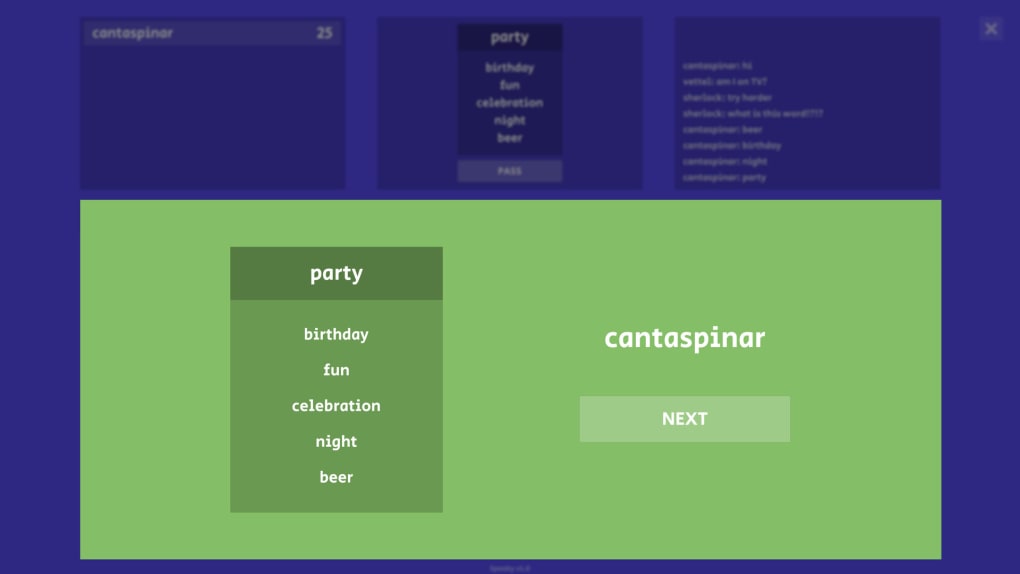 cantaspinar 25
party
birthday
fun
celebration
night
beer
PASS
cantaspinar: hi
vettel: am I on TV?
sherlock: try harder
sherlock: what is this word!?!?
cantaspinar: beer
cantaspinar: birthday
cantaspinar: night
cantaspinar: party
party
birthday
fun
celebration
night
beer
cantaspinar
NEXT